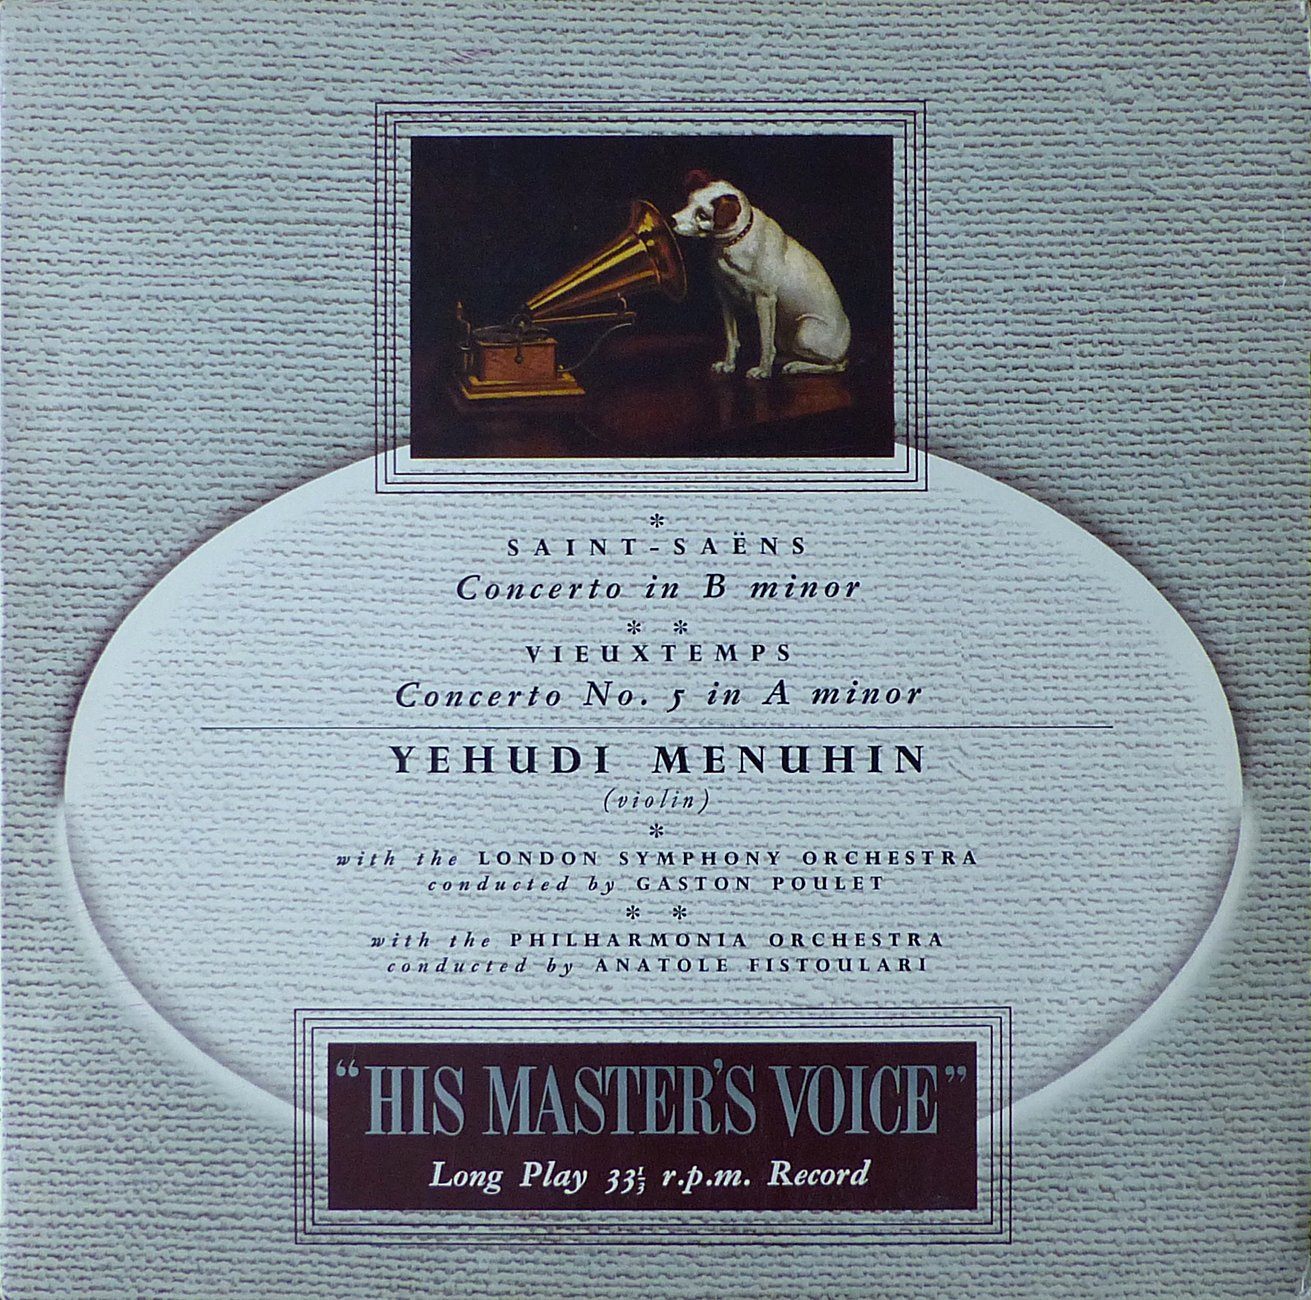 *
SAINT-SAËNS
Concerto in B minor
* *
VIEUXTEMPS
Concerto No. 5 in A minor
YEHUDI MENUHIN
(violin)
*
with the LONDON SYMPHONY ORCHESTRA
conducted by GASTON POULET
* *
with the PHILHARMONIA ORCHESTRA
conducted by ANATOLE FISTOULARI
“HIS MASTER'S VOICE”
Long Play 33⅓ r.p.m. Record